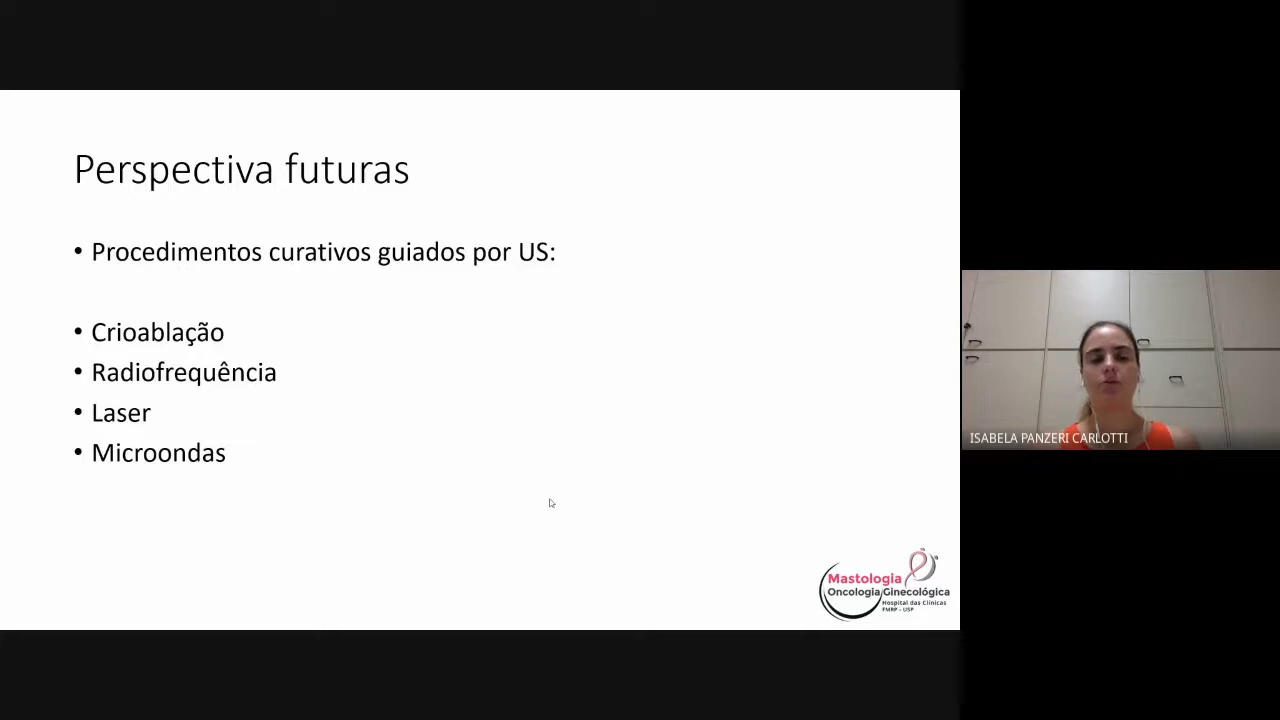 Perspectiva futuras
• Procedimentos curativos guiados por US:
• Crioablação
• Radiofrequência
• Laser
• Microondas
Mastologia
Oncologia Ginecológica
Hospital das Clínicas
FMRP - USP
ISABELA PANZERI CARLOTTI